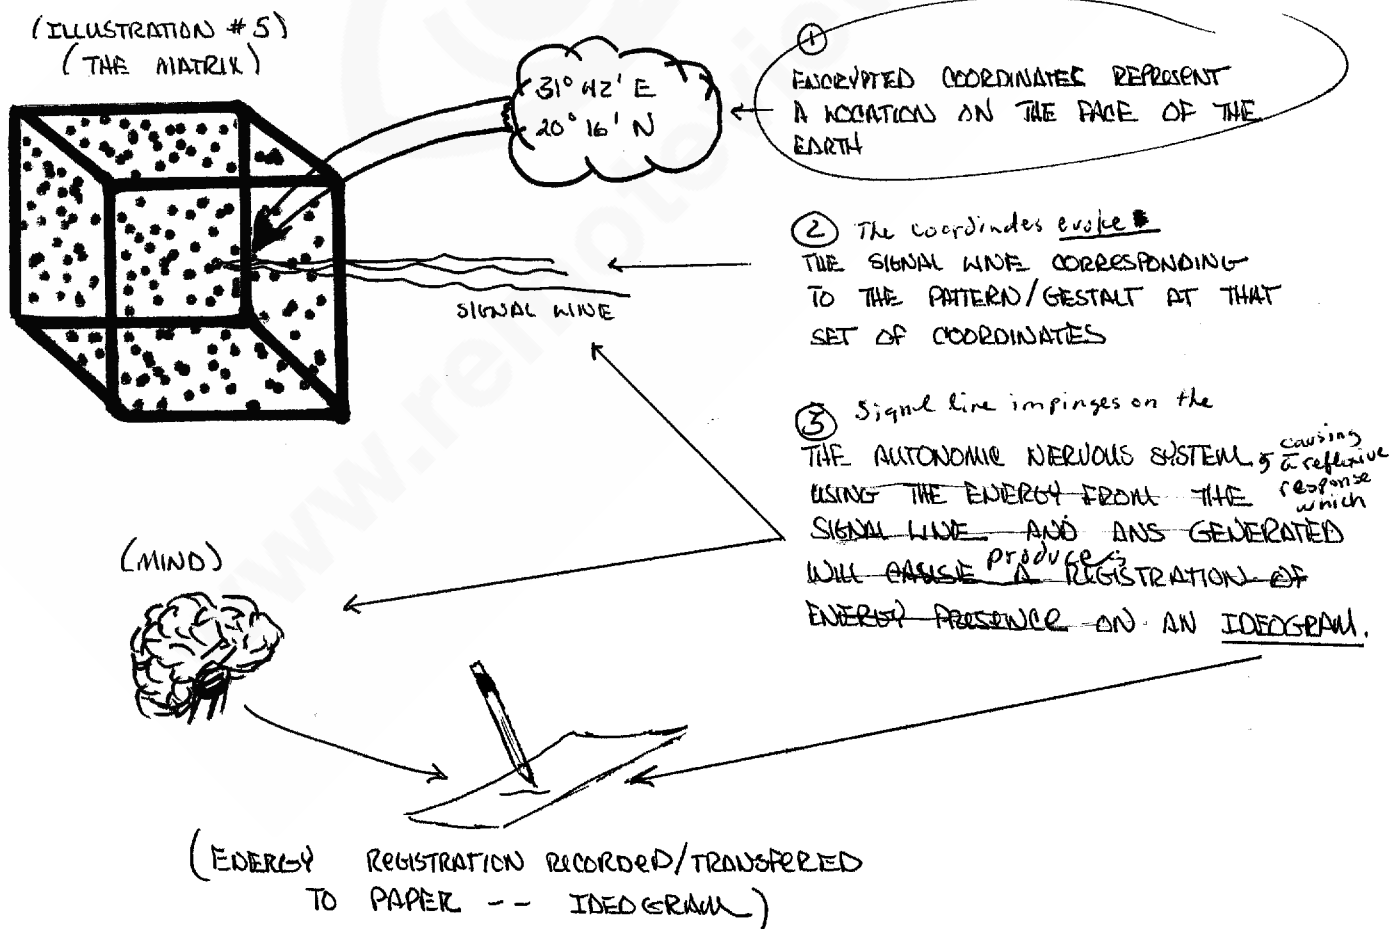 (ILLUSTRATION #5)
(THE MATRIX)
31° 42' E
20° 16' N
①
ENCRYPTED COORDINATES REPRESENT
A LOCATION ON THE FACE OF THE
EARTH
② The coordinates evoke
THE SIGNAL LINE CORRESPONDING
TO THE PATTERN/GESTALT AT THAT
SET OF COORDINATES
SIGNAL LINE
③ Signal line impinges on the
THE AUTONOMIC NERVOUS SYSTEM,
causing
a reflexive
response
which
USING THE ENERGY FROM THE
SIGNAL LINE AND ANS GENERATED
produces
WILL CAUSE A REGISTRATION OF
ENERGY PRESENCE ON AN IDEOGRAM.
(MIND)
(ENERGY REGISTRATION RECORDED/TRANSFERED
TO PAPER -- IDEOGRAM)